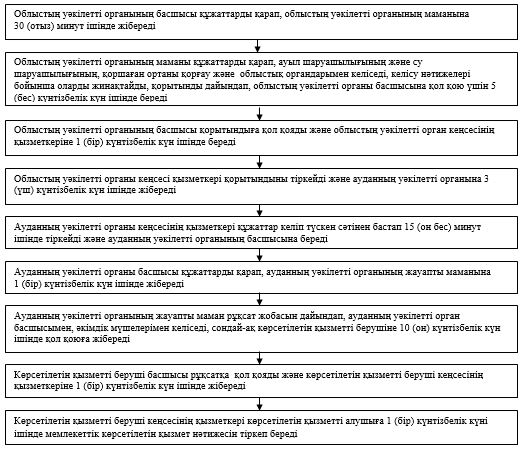 Облыстың уәкілетті органының басшысы құжаттарды қарап, облыстың уәкілетті органының маманына
30 (отыз) минут ішінде жібереді
Облыстың уәкілетті органының маманы құжаттарды қарап, ауыл шаруашылығының және су
шаруашылығының, қоршаған ортаны қорғау және облыстық органдарымен келіседі, келісу нәтижелері
бойынша оларды жинақтайды, қорытынды дайындап, облыстың уәкілетті органы басшысына қол қою үшін 5
(бес) күнтізбелік күн ішінде береді
Облыстың уәкілетті органының басшысы қорытындыға қол қояды және облыстың уәкілетті орган кеңсесінің
қызметкеріне 1 (бір) күнтізбелік күн ішінде береді
Облыстың уәкілетті органы кеңсесі қызметкері қорытындыны тіркейді және ауданның уәкілетті органына 3
(үш) күнтізбелік күн ішінде жібереді
Ауданның уәкілетті органы кеңсесінің қызметкері құжаттар келіп түскен сәтінен бастап 15 (он бес) минут
ішінде тіркейді және ауданның уәкілетті органының басшысына береді
Ауданның уәкілетті органы басшысы құжаттарды қарап, ауданның уәкілетті органының жауапты маманына
1 (бір) күнтізбелік күн ішінде жібереді
Ауданның уәкілетті органының жауапты маман рұқсат жобасын дайындап, ауданның уәкілетті орган
басшысымен, әкімдік мүшелерімен келіседі, сондай-ақ көрсетілетін қызметті берушіне 10 (он) күнтізбелік күн
ішінде қол қоюға жібереді
Көрсетілетін қызметті беруші басшысы рұқсатқа қол қояды және көрсетілетін қызметті беруші кеңсесінің
қызметкеріне 1 (бір) күнтізбелік күн ішінде жібереді
Көрсетілетін қызметті беруші кеңсесінің қызметкері көрсетілетін қызметті алушыға 1 (бір) күнтізбелік күні
ішінде мемлекеттік көрсетілетін қызмет нәтижесін тіркеп береді